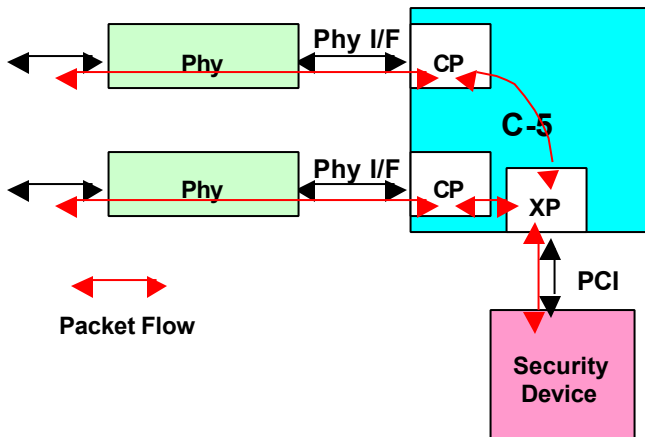 Phy
Phy I/F
CP
C-5
Phy
Phy I/F
CP
XP
PCI
Packet Flow
Security
Device